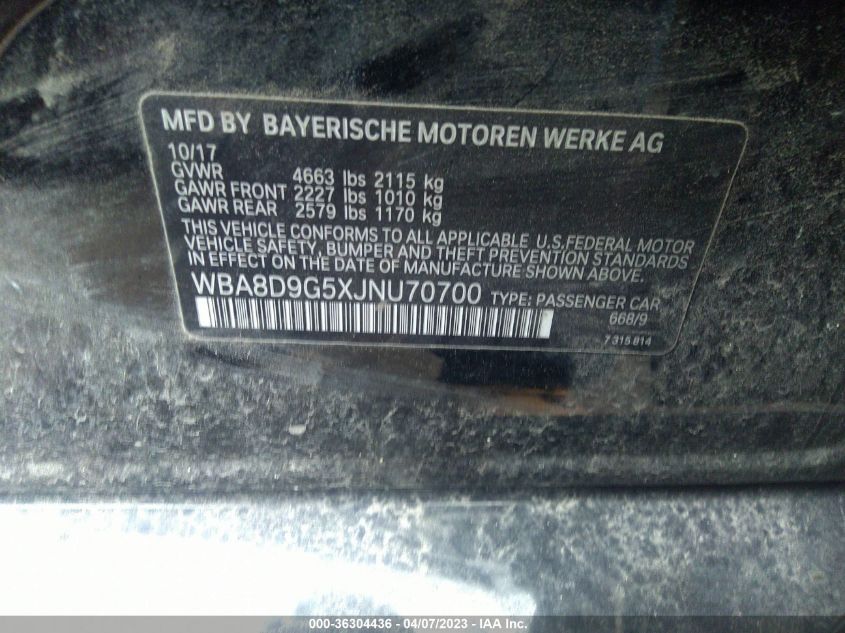 MFD BY BAYERISCHE MOTOREN WERKE AG
10/17
GVWR 4663 lbs 2115 kg
GAWR FRONT 2227 lbs 1010 kg
GAWR REAR 2579 lbs 1170 kg
THIS VEHICLE CONFORMS TO ALL APPLICABLE U.S.FEDERAL MOTOR
VEHICLE SAFETY, BUMPER AND THEFT PREVENTION STANDARDS
IN EFFECT ON THE DATE OF MANUFACTURE SHOWN ABOVE.
WBA8D9G5XJNU70700 TYPE: PASSENGER CAR
668/9
7 315 814
000-36304436 - 04/07/2023 - © IAA, Inc.